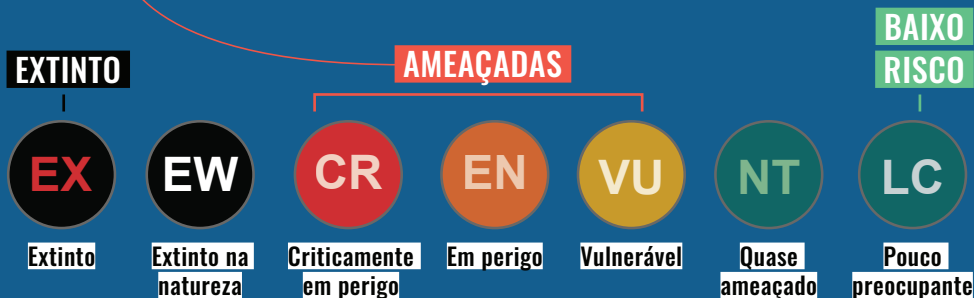 BAIXO
RISCO
EXTINTO
AMEAÇADAS
EX
EW
CR
EN
VU
NT
LC
Extinto
Extinto na
natureza
Criticamente
em perigo
Em perigo
Vulnerável
Quase
ameaçado
Pouco
preocupante